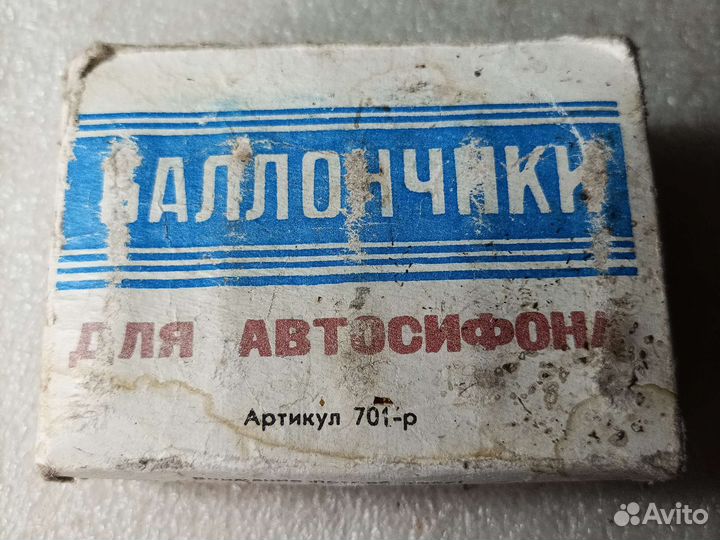 БАЛЛОНЧИКИ
ДЛЯ АВТОСИФОНА
Артикул 701-р
Avito